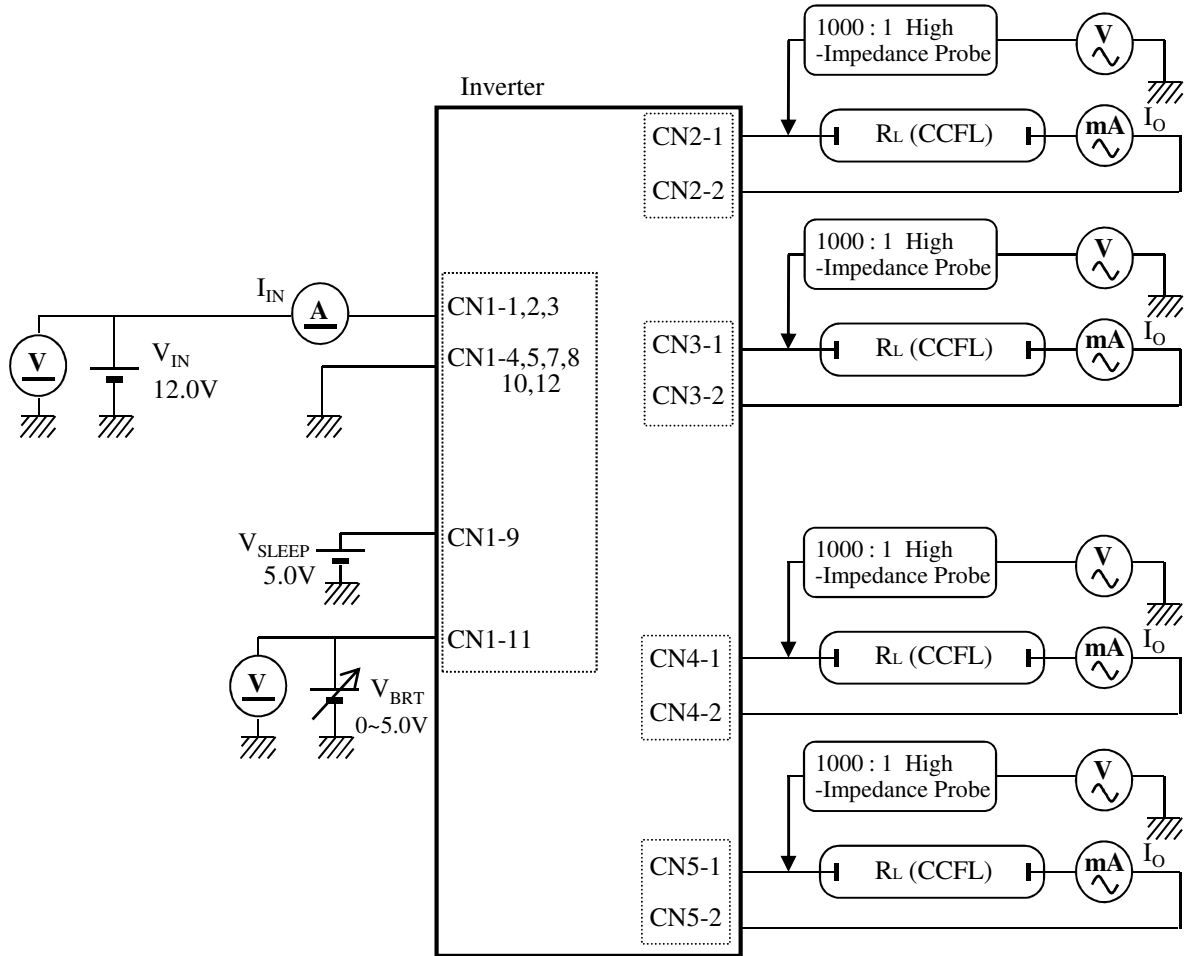 1000 : 1 High
-Impedance Probe
V
Inverter
CN2-1
RL (CCFL)
mA
IO
CN2-2
1000 : 1 High
-Impedance Probe
V
IIN
A
CN1-1,2,3
V
VIN
12.0V
CN1-4,5,7,8
10,12
CN3-1
RL (CCFL)
mA
IO
CN3-2
VSLEEP
5.0V
CN1-9
1000 : 1 High
-Impedance Probe
V
CN1-11
V
VBRT
0~5.0V
CN4-1
RL (CCFL)
mA
IO
CN4-2
1000 : 1 High
-Impedance Probe
V
CN5-1
RL (CCFL)
mA
IO
CN5-2